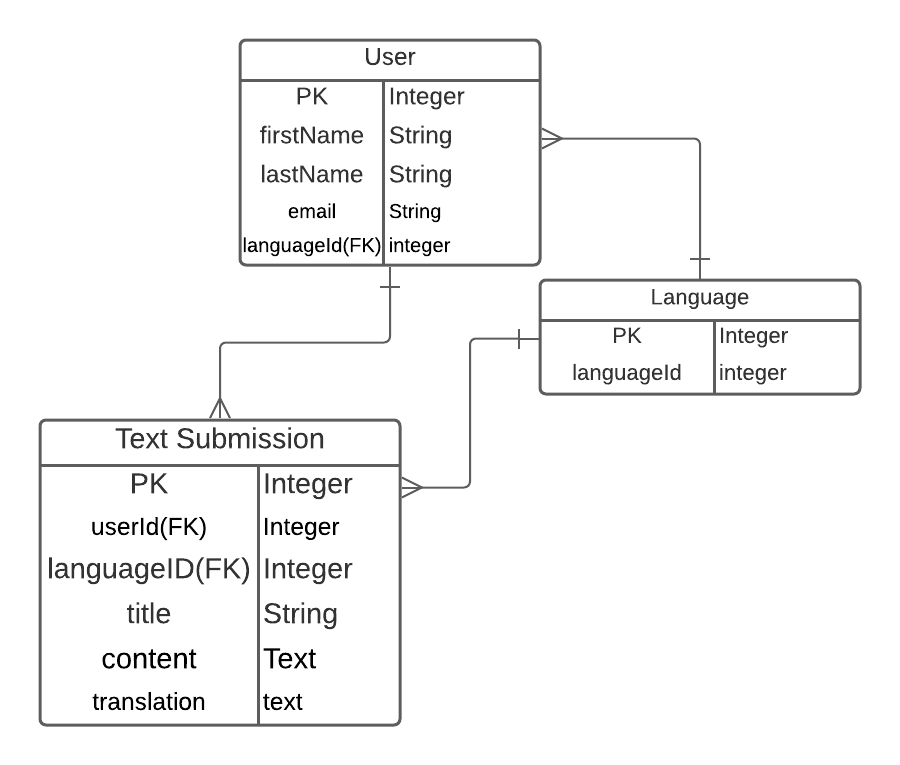 User
PK Integer
firstName String
lastName String
email String
languageId(FK) integer
Language
PK Integer
languageId integer
Text Submission
PK Integer
userId(FK) Integer
languageID(FK) Integer
title String
content Text
translation text